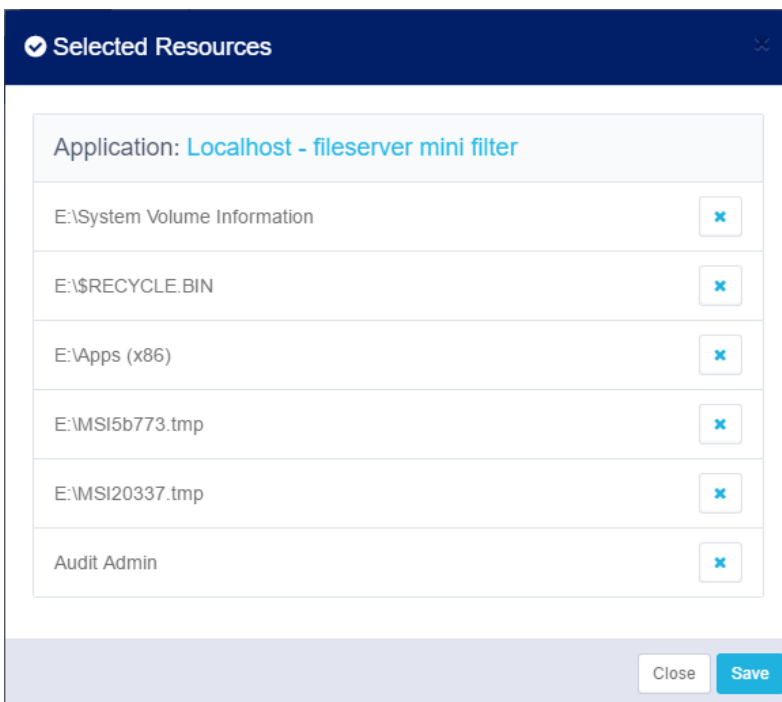 Selected Resources
Application: Localhost - fileserver mini filter
E:\System Volume Information
E:\$RECYCLE.BIN
E:\Apps (x86)
E:\MSI5b773.tmp
E:\MSI20337.tmp
Audit Admin
Close Save